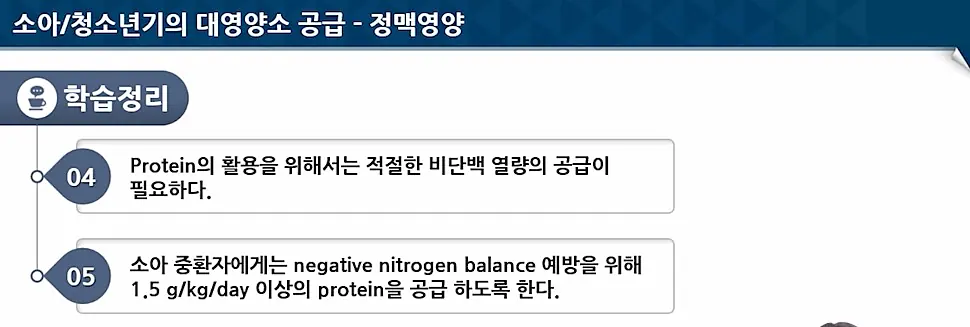 소아/청소년기의 대영양소 공급 - 정맥영양
학습정리
04
Protein의 활용을 위해서는 적절한 비단백 열량의 공급이
필요하다.
05
소아 중환자에게는 negative nitrogen balance 예방을 위해
1.5 g/kg/day 이상의 protein을 공급 하도록 한다.